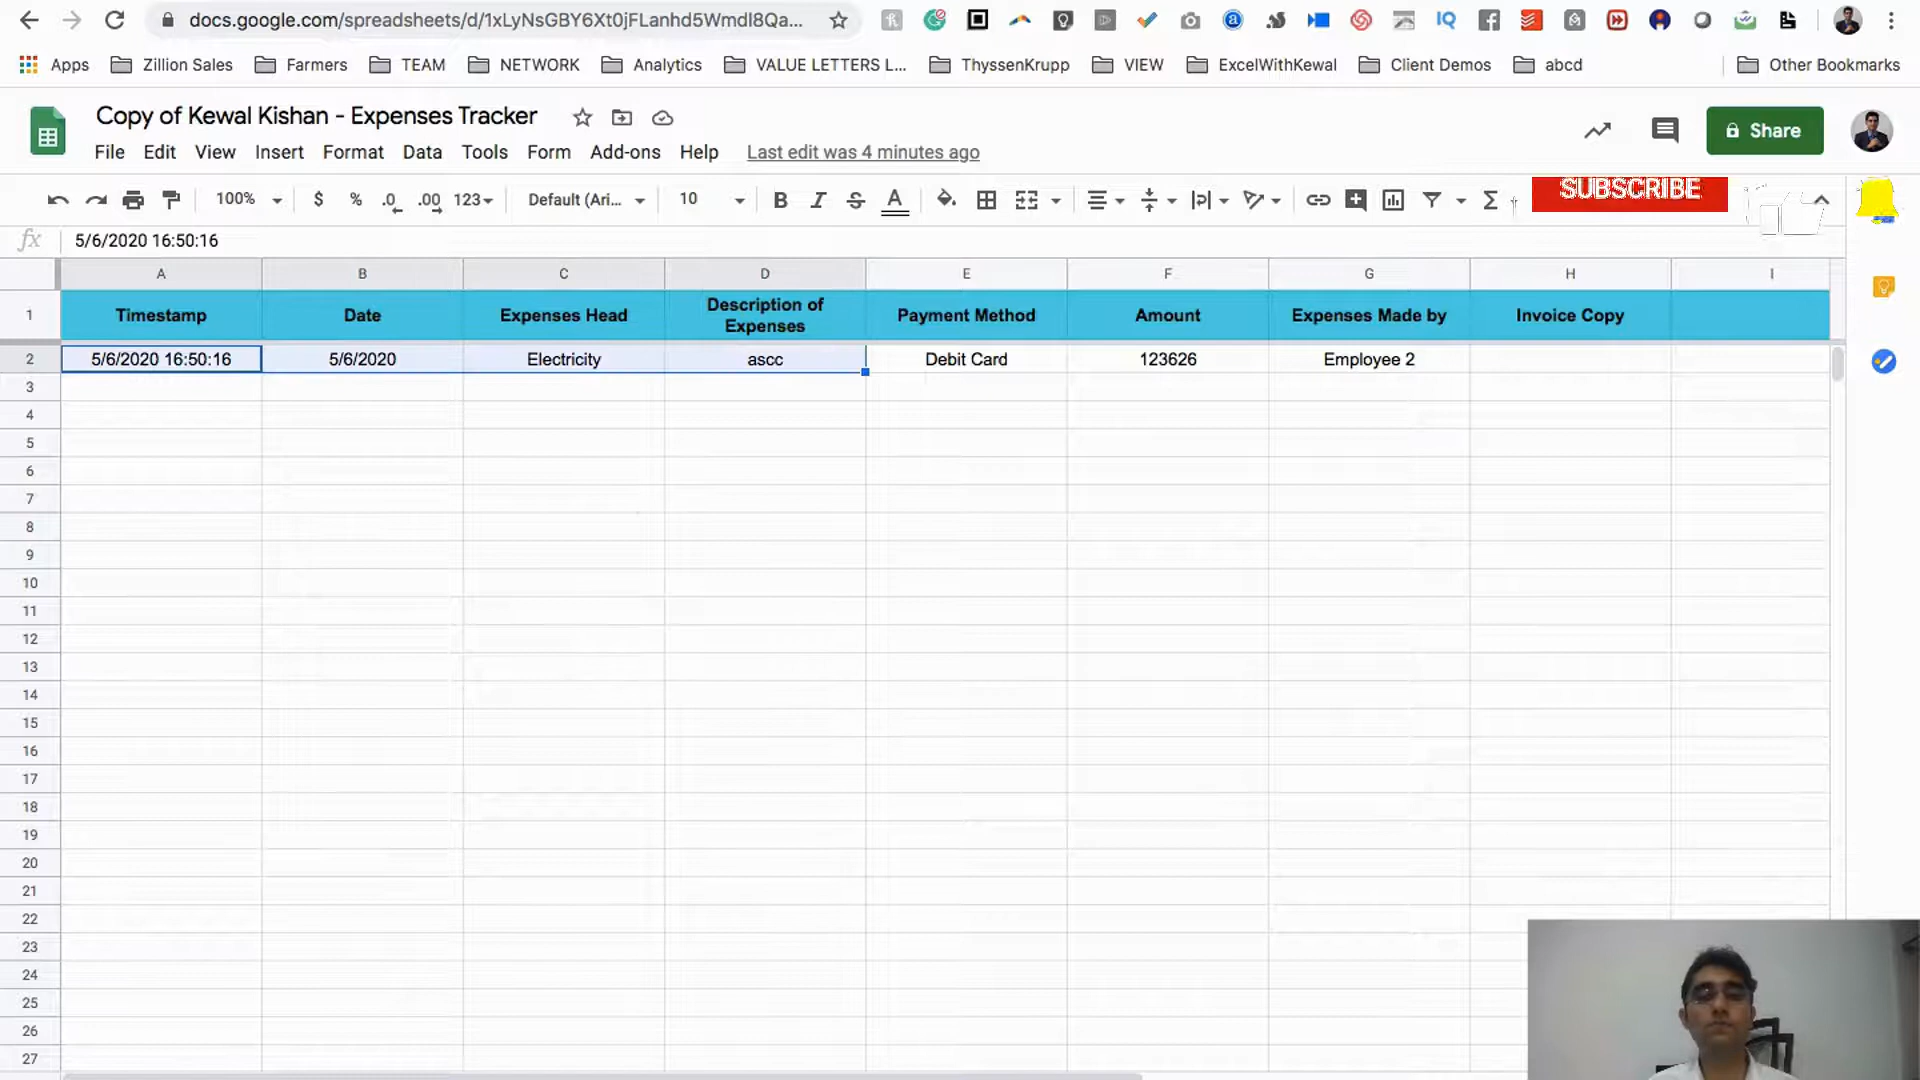 docs.google.com/spreadsheets/d/1xLyNsGBY6Xt0jFLanhd5Wmdl8Qa...
Apps Zillion Sales Farmers TEAM NETWORK Analytics VALUE LETTERS L... ThyssenKrupp VIEW ExcelWithKewal Client Demos abcd Other Bookmarks
Copy of Kewal Kishan - Expenses Tracker
Share
File Edit View Insert Format Data Tools Form Add-ons Help Last edit was 4 minutes ago
100% $ % .0 .00 123 Default (Ari... 10 B I S A Σ
SUBSCRIBE
fx 5/6/2020 16:50:16
A B C D E F G H I
1 Timestamp Date Expenses Head Description of Expenses Payment Method Amount Expenses Made by Invoice Copy
2 5/6/2020 16:50:16 5/6/2020 Electricity ascc Debit Card 123626 Employee 2
3
4
5
6
7
8
9
10
11
12
13
14
15
16
17
18
19
20
21
22
23
24
25
26
27